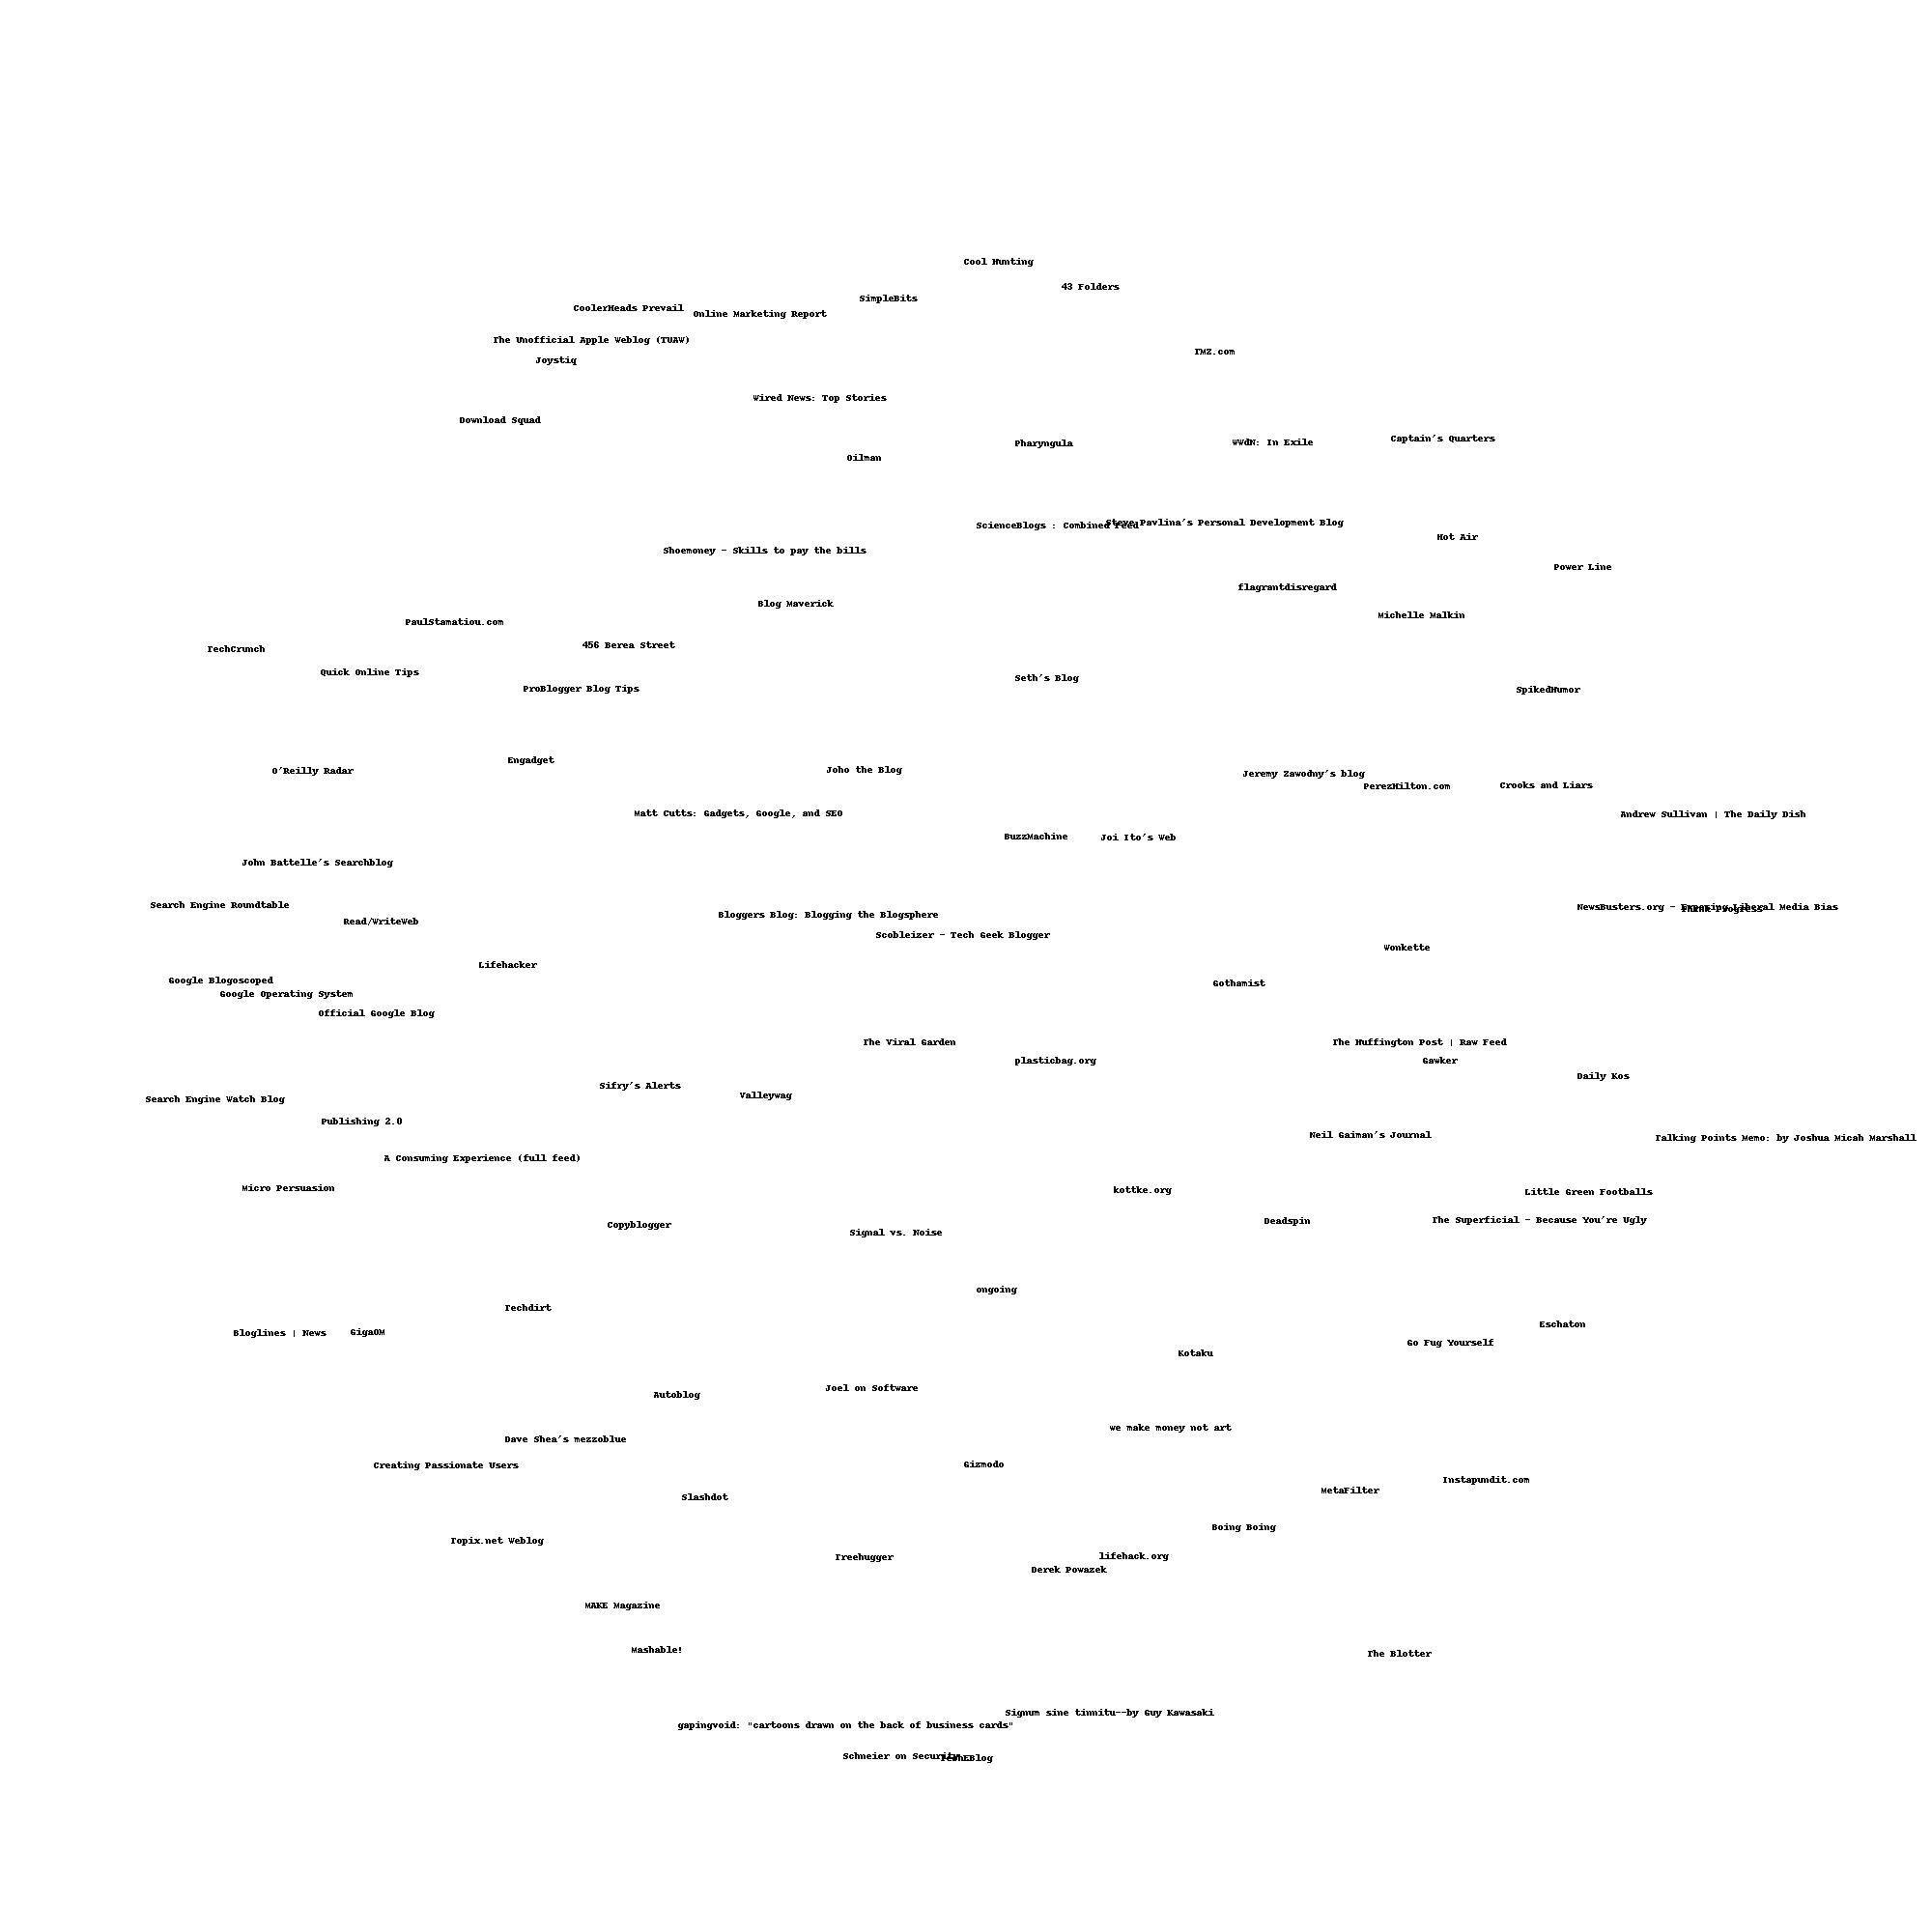 Cool Hunting
43 Folders
SimpleBits
CoolerHeads Prevail
Online Marketing Report
The Unofficial Apple Weblog (TUAW)
TMZ.com
Joystiq
Wired News: Top Stories
Download Squad
Captain's Quarters
Pharyngula
WWdN: In Exile
Oilman
ScienceBlogs : Combined Feed
Steve Pavlina's Personal Development Blog
Hot Air
Shoemoney - Skills to pay the bills
Power Line
flagrantdisregard
Blog Maverick
Michelle Malkin
PaulStamatiou.com
456 Berea Street
TechCrunch
Quick Online Tips
Seth's Blog
ProBlogger Blog Tips
SpikedHumor
Engadget
O'Reilly Radar
Joho the Blog
Jeremy Zawodny's blog
PerezHilton.com
Crooks and Liars
Matt Cutts: Gadgets, Google, and SEO
Andrew Sullivan | The Daily Dish
BuzzMachine
Joi Ito's Web
John Battelle's Searchblog
Search Engine Roundtable
NewsBusters.org - Exposing Liberal Media Bias
Think Progress
Read/WriteWeb
Bloggers Blog: Blogging the Blogsphere
Scobleizer - Tech Geek Blogger
Wonkette
Lifehacker
Google Blogoscoped
Gothamist
Google Operating System
Official Google Blog
The Viral Garden
The Huffington Post | Raw Feed
plasticbag.org
Gawker
Daily Kos
Sifry's Alerts
Valleywag
Search Engine Watch Blog
Publishing 2.0
Neil Gaiman's Journal
Talking Points Memo: by Joshua Micah Marshall
A Consuming Experience (full feed)
Micro Persuasion
kottke.org
Little Green Footballs
Copyblogger
Deadspin
The Superficial - Because You're Ugly
Signal vs. Noise
ongoing
Techdirt
Eschaton
Bloglines | News
GigaOM
Go Fug Yourself
Kotaku
Joel on Software
Autoblog
we make money not art
Dave Shea's mezzoblue
Creating Passionate Users
Gizmodo
Instapundit.com
MetaFilter
Slashdot
Boing Boing
Topix.net Weblog
Treehugger
lifehack.org
Derek Powazek
MAKE Magazine
Mashable!
The Blotter
Signum sine tinnitu--by Guy Kawasaki
gapingvoid: "cartoons drawn on the back of business cards"
Schneier on Security
TechEBlog